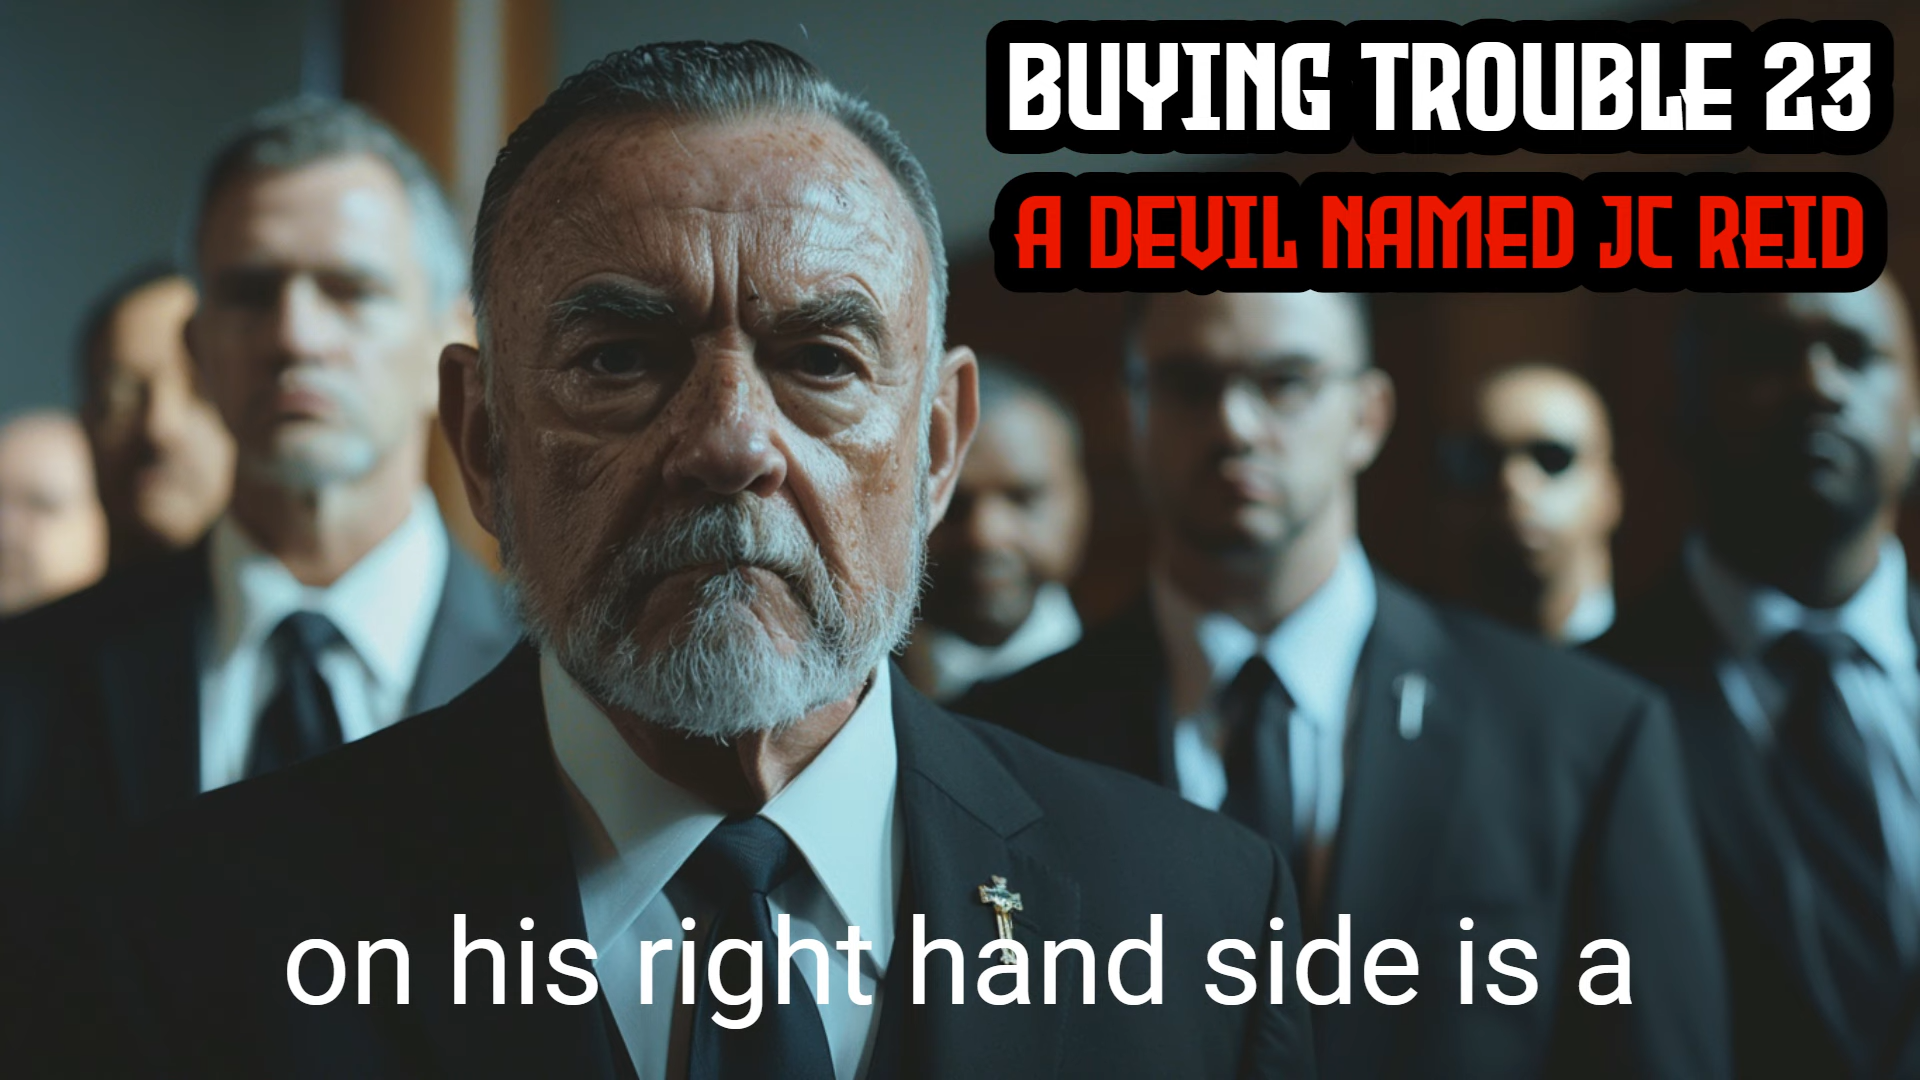 BUYING TROUBLE 23
A DEVIL NAMED JC REID
on his right hand side is a